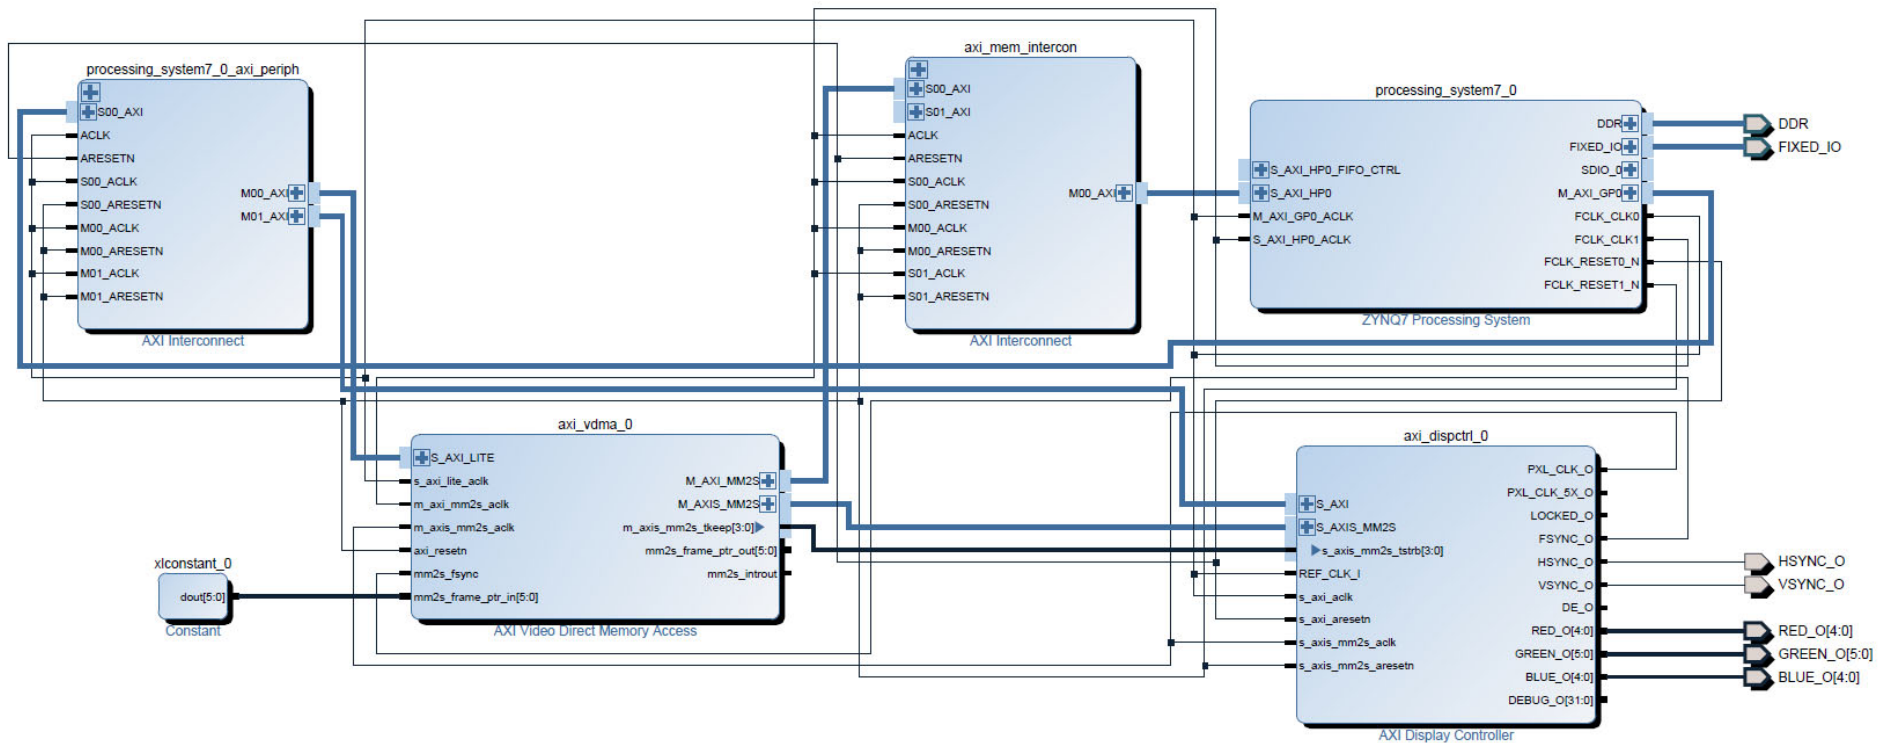 processing_system7_0_axi_periph
S00_AXI
ACLK
ARESETN
S00_ACLK
S00_ARESETN
M00_ACLK
M00_ARESETN
M01_ACLK
M01_ARESETN
M00_AXI
M01_AXI
AXI Interconnect
axi_mem_intercon
S00_AXI
S01_AXI
ACLK
ARESETN
S00_ACLK
S00_ARESETN
M00_ACLK
M00_ARESETN
S01_ACLK
S01_ARESETN
M00_AXI
AXI Interconnect
processing_system7_0
S_AXI_HP0_FIFO_CTRL
S_AXI_HP0
M_AXI_GP0_ACLK
S_AXI_HP0_ACLK
DDR
FIXED_IO
SDIO_0
M_AXI_GP0
FCLK_CLK0
FCLK_CLK1
FCLK_RESET0_N
FCLK_RESET1_N
ZYNQ7 Processing System
DDR
FIXED_IO
xlconstant_0
dout[5:0]
Constant
axi_vdma_0
S_AXI_LITE
s_axi_lite_aclk
m_axi_mm2s_aclk
m_axis_mm2s_aclk
axi_resetn
mm2s_fsync
mm2s_frame_ptr_in[5:0]
M_AXI_MM2S
M_AXIS_MM2S
m_axis_mm2s_tkeep[3:0]
mm2s_frame_ptr_out[5:0]
mm2s_introut
AXI Video Direct Memory Access
axi_dispctrl_0
S_AXI
S_AXIS_MM2S
s_axis_mm2s_tstrb[3:0]
REF_CLK_I
s_axi_aclk
s_axi_aresetn
s_axis_mm2s_aclk
s_axis_mm2s_aresetn
PXL_CLK_O
PXL_CLK_5X_O
LOCKED_O
FSYNC_O
HSYNC_O
VSYNC_O
DE_O
RED_O[4:0]
GREEN_O[5:0]
BLUE_O[4:0]
DEBUG_O[31:0]
AXI Display Controller
HSYNC_O
VSYNC_O
RED_O[4:0]
GREEN_O[5:0]
BLUE_O[4:0]